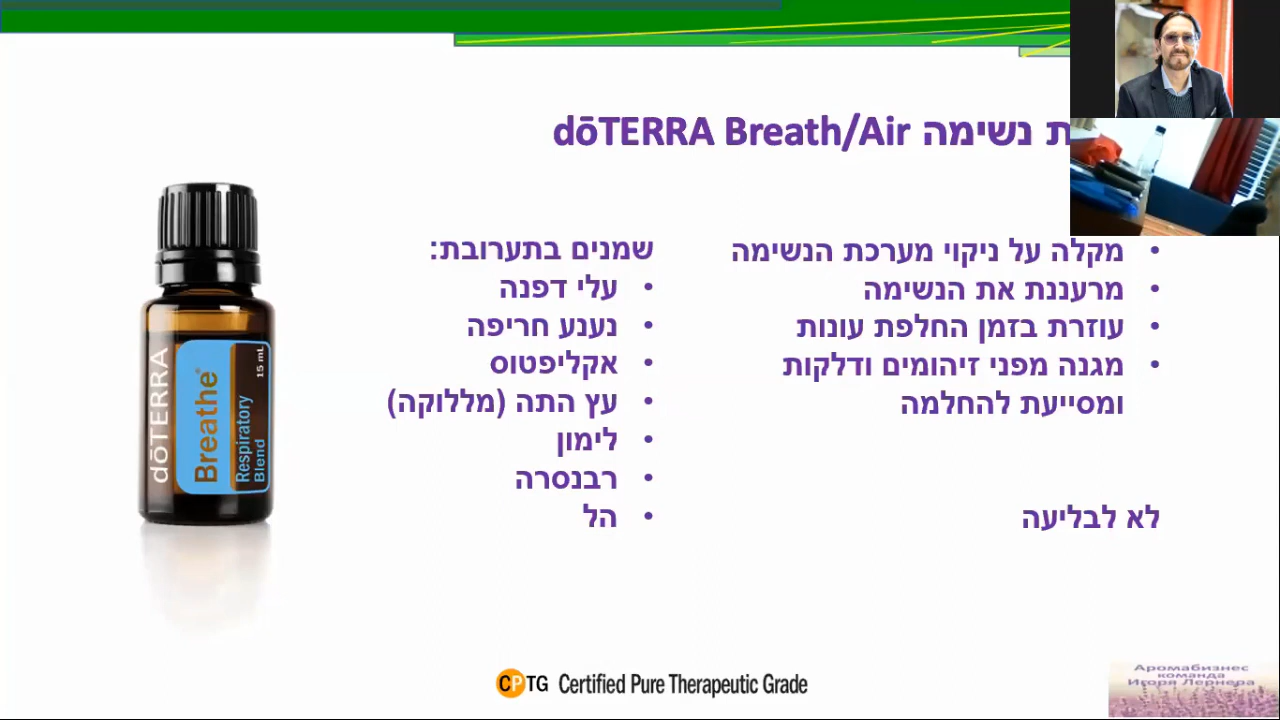 ת נשימה dōTERRA Breath/Air
מקלה על ניקוי מערכת הנשימה
מרעננת את הנשימה
עוזרת בזמן החלפת עונות
מגנה מפני זיהומים ודלקות
ומסייעת להחלמה
לא לבליעה
שמנים בתערובת:
עלי דפנה
נענע חריפה
אקליפטוס
עץ התה (מללוקה)
לימון
רבנסרה
הל
dōTERRA
Breathe®
Respiratory
Blend
15 mL
CPTG Certified Pure Therapeutic Grade
Аромабизнес
команда
Игоря Лернера